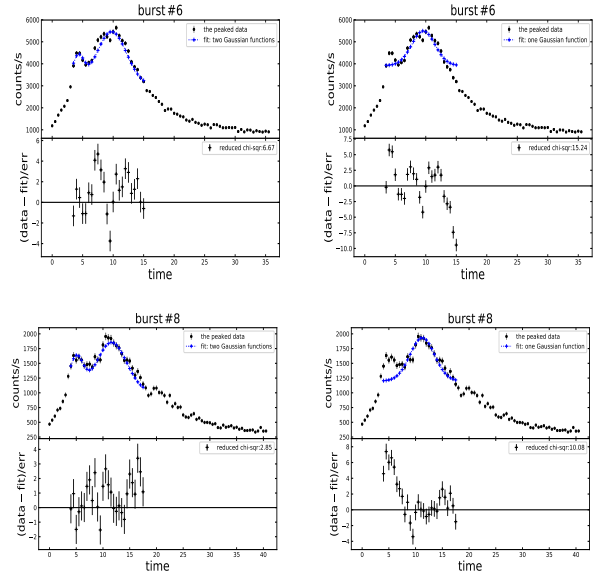 burst #6
6000
5000
4000
3000
2000
1000
counts/s
the peaked data
fit: two Gaussian functions
6
4
2
0
−2
−4
(data − fit)/err
reduced chi-sqr:6.67
0 5 10 15 20 25 30 35
time
burst #6
6000
5000
4000
3000
2000
1000
counts/s
the peaked data
fit: one Gaussian function
7.5
5.0
2.5
0.0
−2.5
−5.0
−7.5
−10.0
(data − fit)/err
reduced chi-sqr:15.24
0 5 10 15 20 25 30 35
time
burst #8
2000
1750
1500
1250
1000
750
500
250
counts/s
the peaked data
fit: two Gaussian functions
4
3
2
1
0
−1
−2
(data − fit)/err
reduced chi-sqr:2.85
0 5 10 15 20 25 30 35 40
time
burst #8
2000
1750
1500
1250
1000
750
500
250
counts/s
the peaked data
fit: one Gaussian functions
8
6
4
2
0
−2
−4
(data − fit)/err
reduced chi-sqr:10.08
0 5 10 15 20 25 30 35 40
time